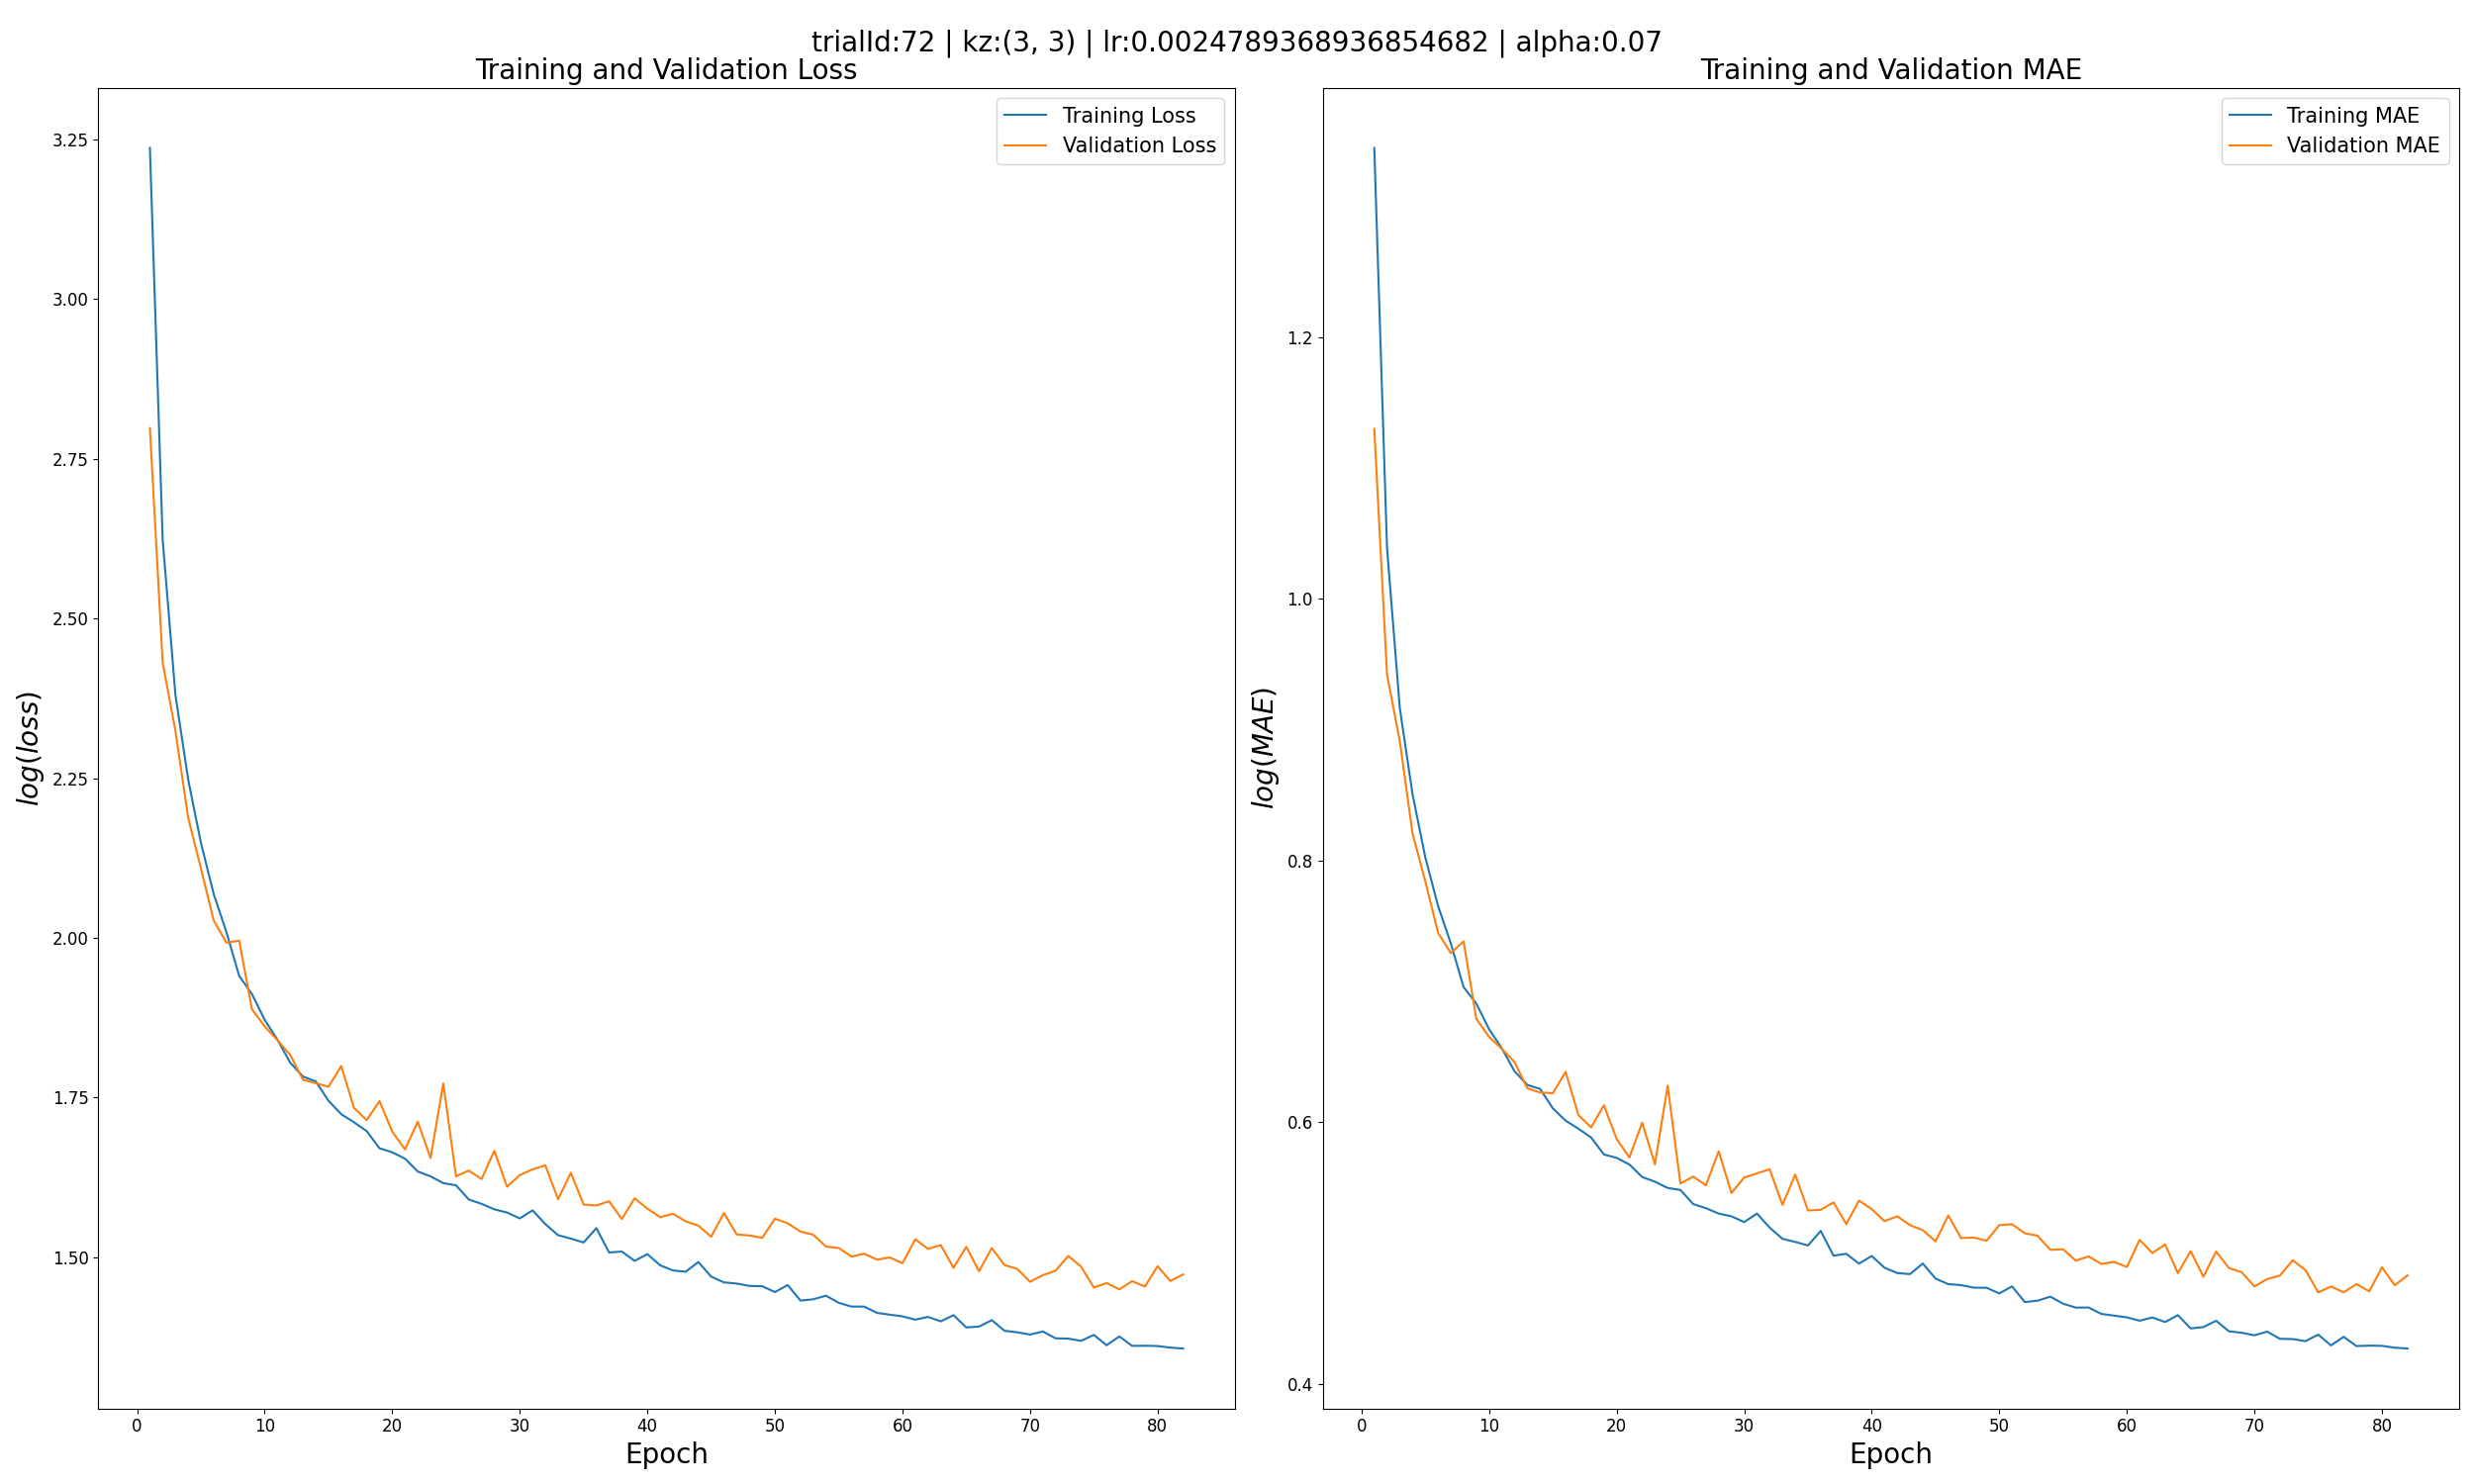 trialId:72 | kz:(3, 3) | lr:0.0024789368936854682 | alpha:0.07
Training and Validation Loss
Training Loss
Validation Loss
log(loss)
3.25
3.00
2.75
2.50
2.25
2.00
1.75
1.50
0 10 20 30 40 50 60 70 80
Epoch
Training and Validation MAE
Training MAE
Validation MAE
log(MAE)
1.2
1.0
0.8
0.6
0.4
0 10 20 30 40 50 60 70 80
Epoch